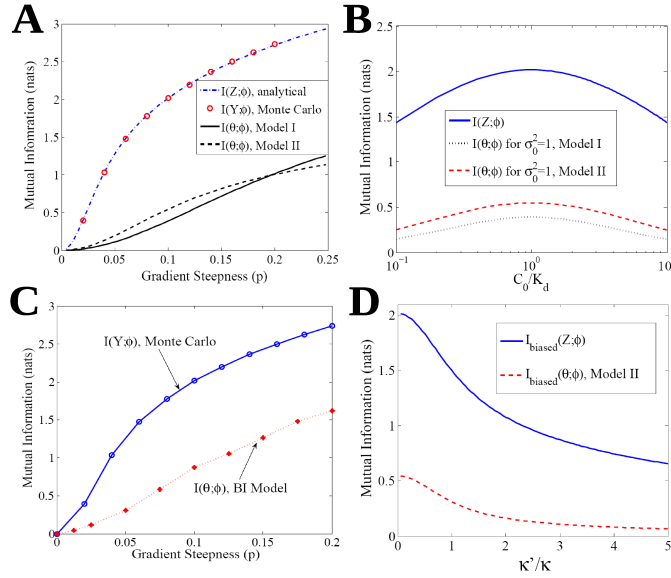 A
Mutual Infomration (nats)
3
2.5
2
1.5
1
0.5
0
I(Z;ϕ), analytical
I(Y;ϕ), Monte Carlo
I(θ;ϕ), Model I
I(θ;ϕ), Model II
0 0.05 0.1 0.15 0.2 0.25
Gradient Steepness (p)
B
Mutual Information (nats)
2.5
2
1.5
1
0.5
0
I(Z;ϕ)
I(θ;ϕ) for σ₀²=1, Model I
I(θ;ϕ) for σ₀²=1, Model II
10⁻¹ 10⁰ 10
C₀/K_d
C
Mutual Information (nats)
3
2.5
2
1.5
1
0.5
0
I(Y;ϕ), Monte Carlo
I(θ;ϕ), BI Model
0 0.05 0.1 0.15 0.2
Gradient Steepness (p)
D
Mutual Information (nats)
2
1.5
1
0.5
0
I_biased(Z;ϕ)
I_biased(θ;ϕ), Model II
0 1 2 3 4 5
κ'/κ